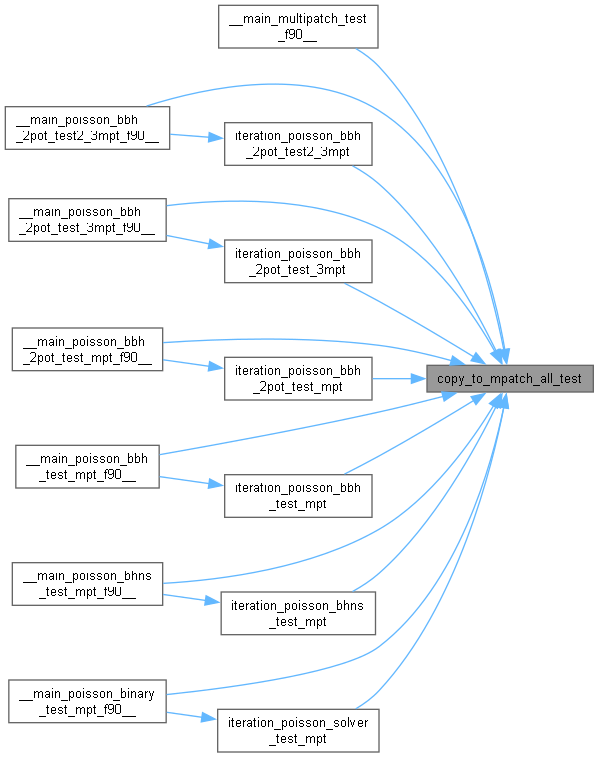 __main_multipatch_test
_f90__
__main_poisson_bbh
_2pot_test2_3mpt_f90__
iteration_poisson_bbh
_2pot_test2_3mpt
__main_poisson_bbh
_2pot_test_3mpt_f90__
iteration_poisson_bbh
_2pot_test_3mpt
__main_poisson_bbh
_2pot_test_mpt_f90__
iteration_poisson_bbh
_2pot_test_mpt
copy_to_mpatch_all_test
__main_poisson_bbh
_test_mpt_f90__
iteration_poisson_bbh
_test_mpt
__main_poisson_bhns
_test_mpt_f90__
iteration_poisson_bhns
_test_mpt
__main_poisson_binary
_test_mpt_f90__
iteration_poisson_solver
_test_mpt